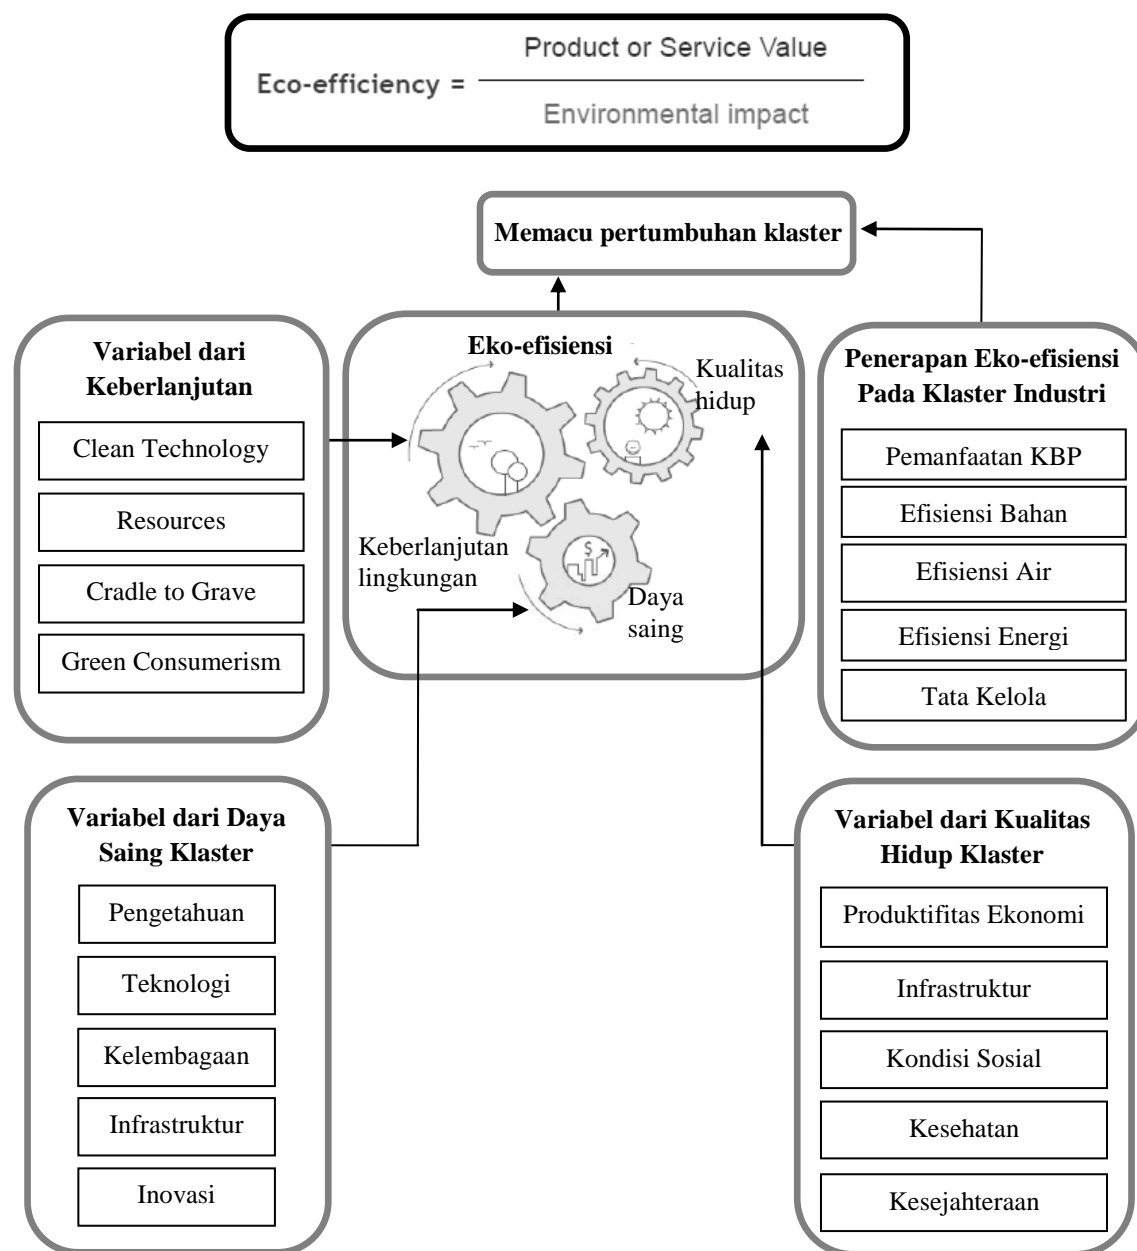 Eco-efficiency =
Product or Service Value
Environmental impact
Memacu pertumbuhan klaster
Variabel dari
Keberlanjutan
Clean Technology
Resources
Cradle to Grave
Green Consumerism
Eko-efisiensi
Kualitas
hidup
Keberlanjutan
lingkungan
$
Daya
saing
Penerapan Eko-efisiensi
Pada Klaster Industri
Pemanfaatan KBP
Efisiensi Bahan
Efisiensi Air
Efisiensi Energi
Tata Kelola
Variabel dari Daya
Saing Klaster
Pengetahuan
Teknologi
Kelembagaan
Infrastruktur
Inovasi
Variabel dari Kualitas
Hidup Klaster
Produktifitas Ekonomi
Infrastruktur
Kondisi Sosial
Kesehatan
Kesejahteraan